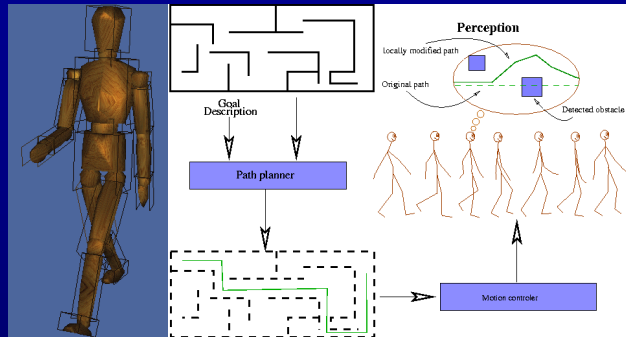 Perception
locally modified path
Original path
Detected obstacle
Goal
Description
Path planner
Motion controler